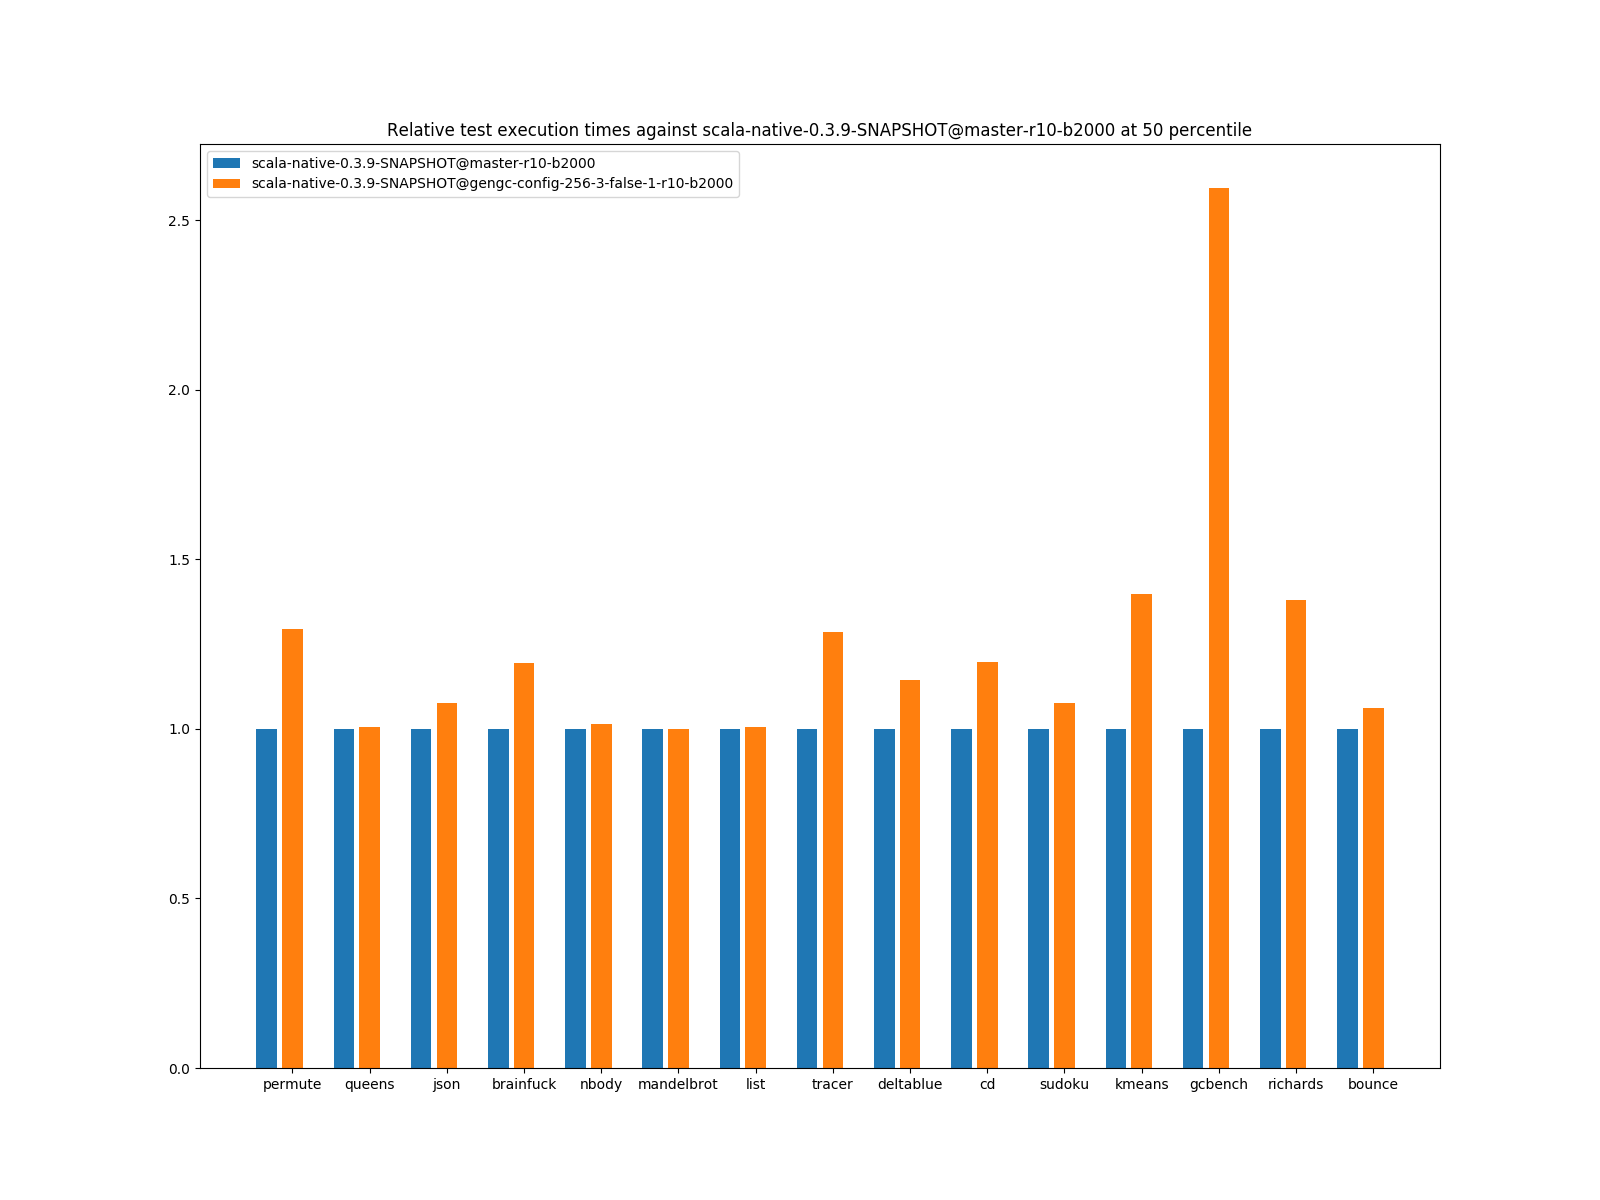 Relative test execution times against scala-native-0.3.9-SNAPSHOT@master-r10-b2000 at 50 percentile
scala-native-0.3.9-SNAPSHOT@master-r10-b2000
scala-native-0.3.9-SNAPSHOT@gengc-config-256-3-false-1-r10-b2000
2.5
2.0
1.5
1.0
0.5
0.0
permute queens json brainfuck nbody mandelbrot list tracer deltablue cd sudoku kmeans gcbench richards bounce